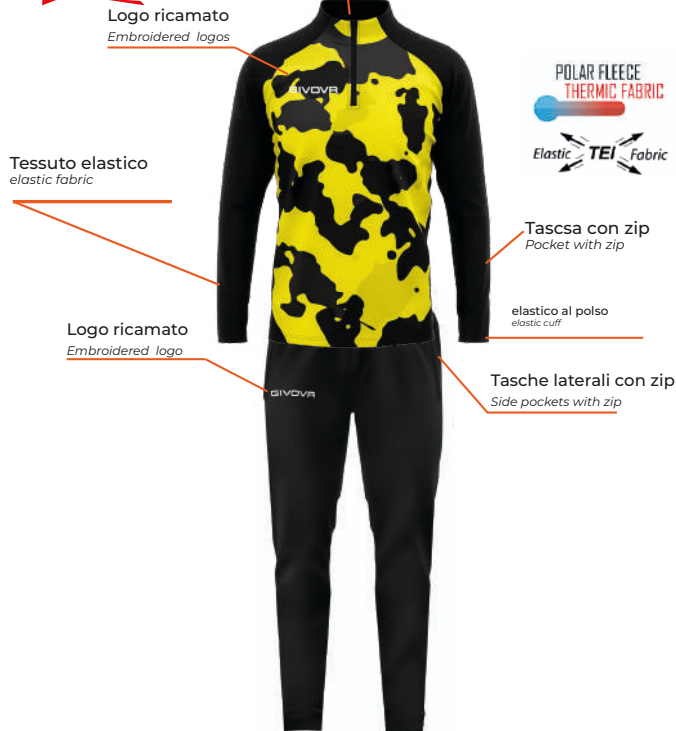 Logo ricamato
Embroidered logos
GIVOVA
POLAR FLEECE
THERMIC FABRIC
Elastic TEI Fabric
Tessuto elastico
elastic fabric
Tascsa con zip
Pocket with zip
elastico al polso
elastic cuff
Logo ricamato
Embroidered logo
GIVOVA
Tasche laterali con zip
Side pockets with zip